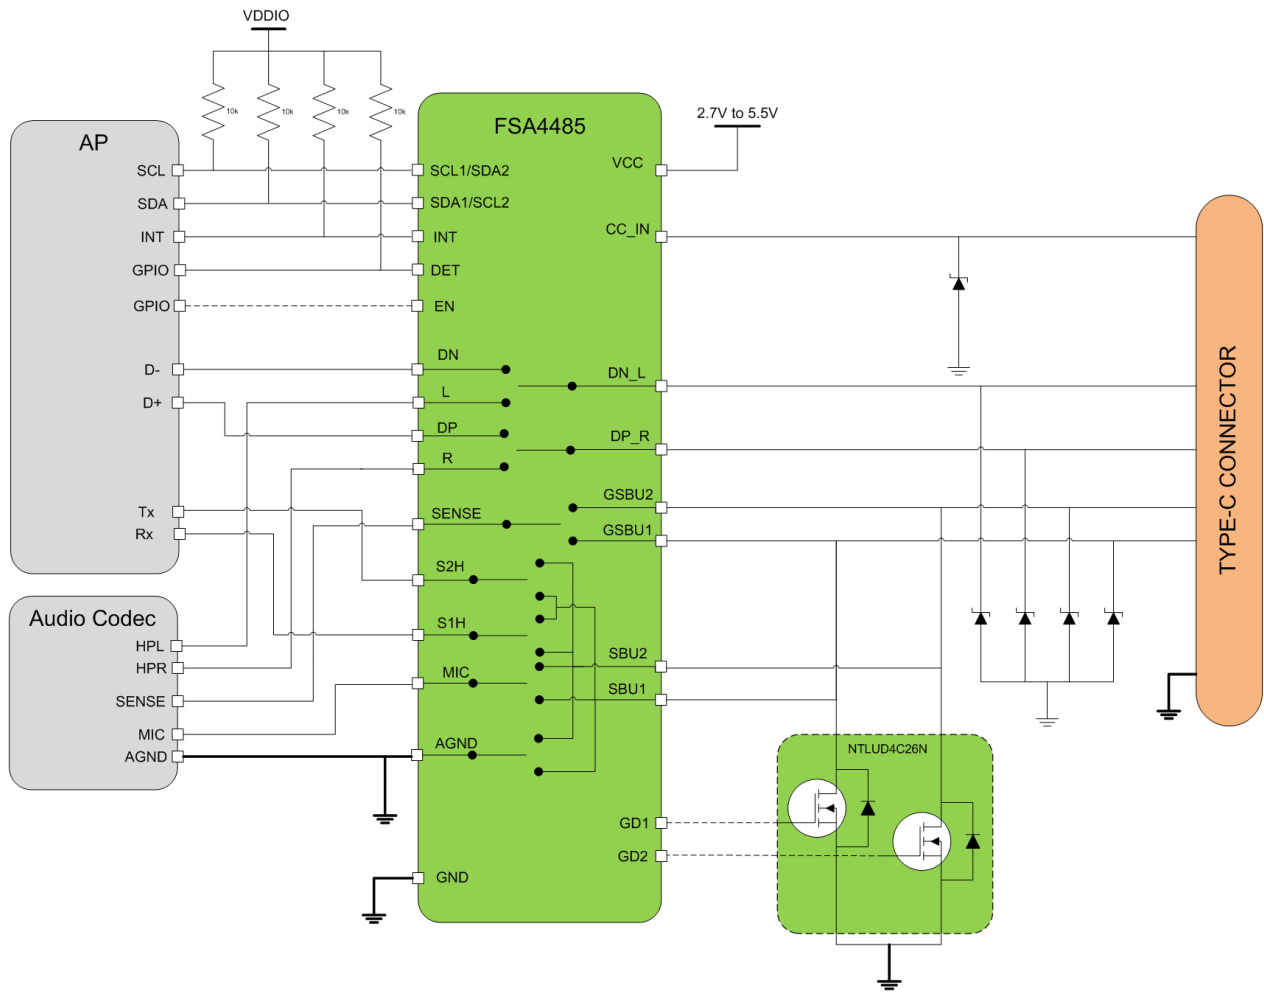 VDDIO
10k
10k
10k
10k
AP
SCL
SDA
INT
GPIO
GPIO
D-
D+
Tx
Rx
Audio Codec
HPL
HPR
SENSE
MIC
AGND
FSA4485
SCL1/SDA2
SDA1/SCL2
INT
DET
EN
DN
L
DP
R
SENSE
S2H
S1H
MIC
AGND
GND
VCC
CC_IN
DN_L
DP_R
GSBU2
GSBU1
SBU2
SBU1
GD1
GD2
2.7V to 5.5V
NTLUD4C26N
TYPE-C CONNECTOR